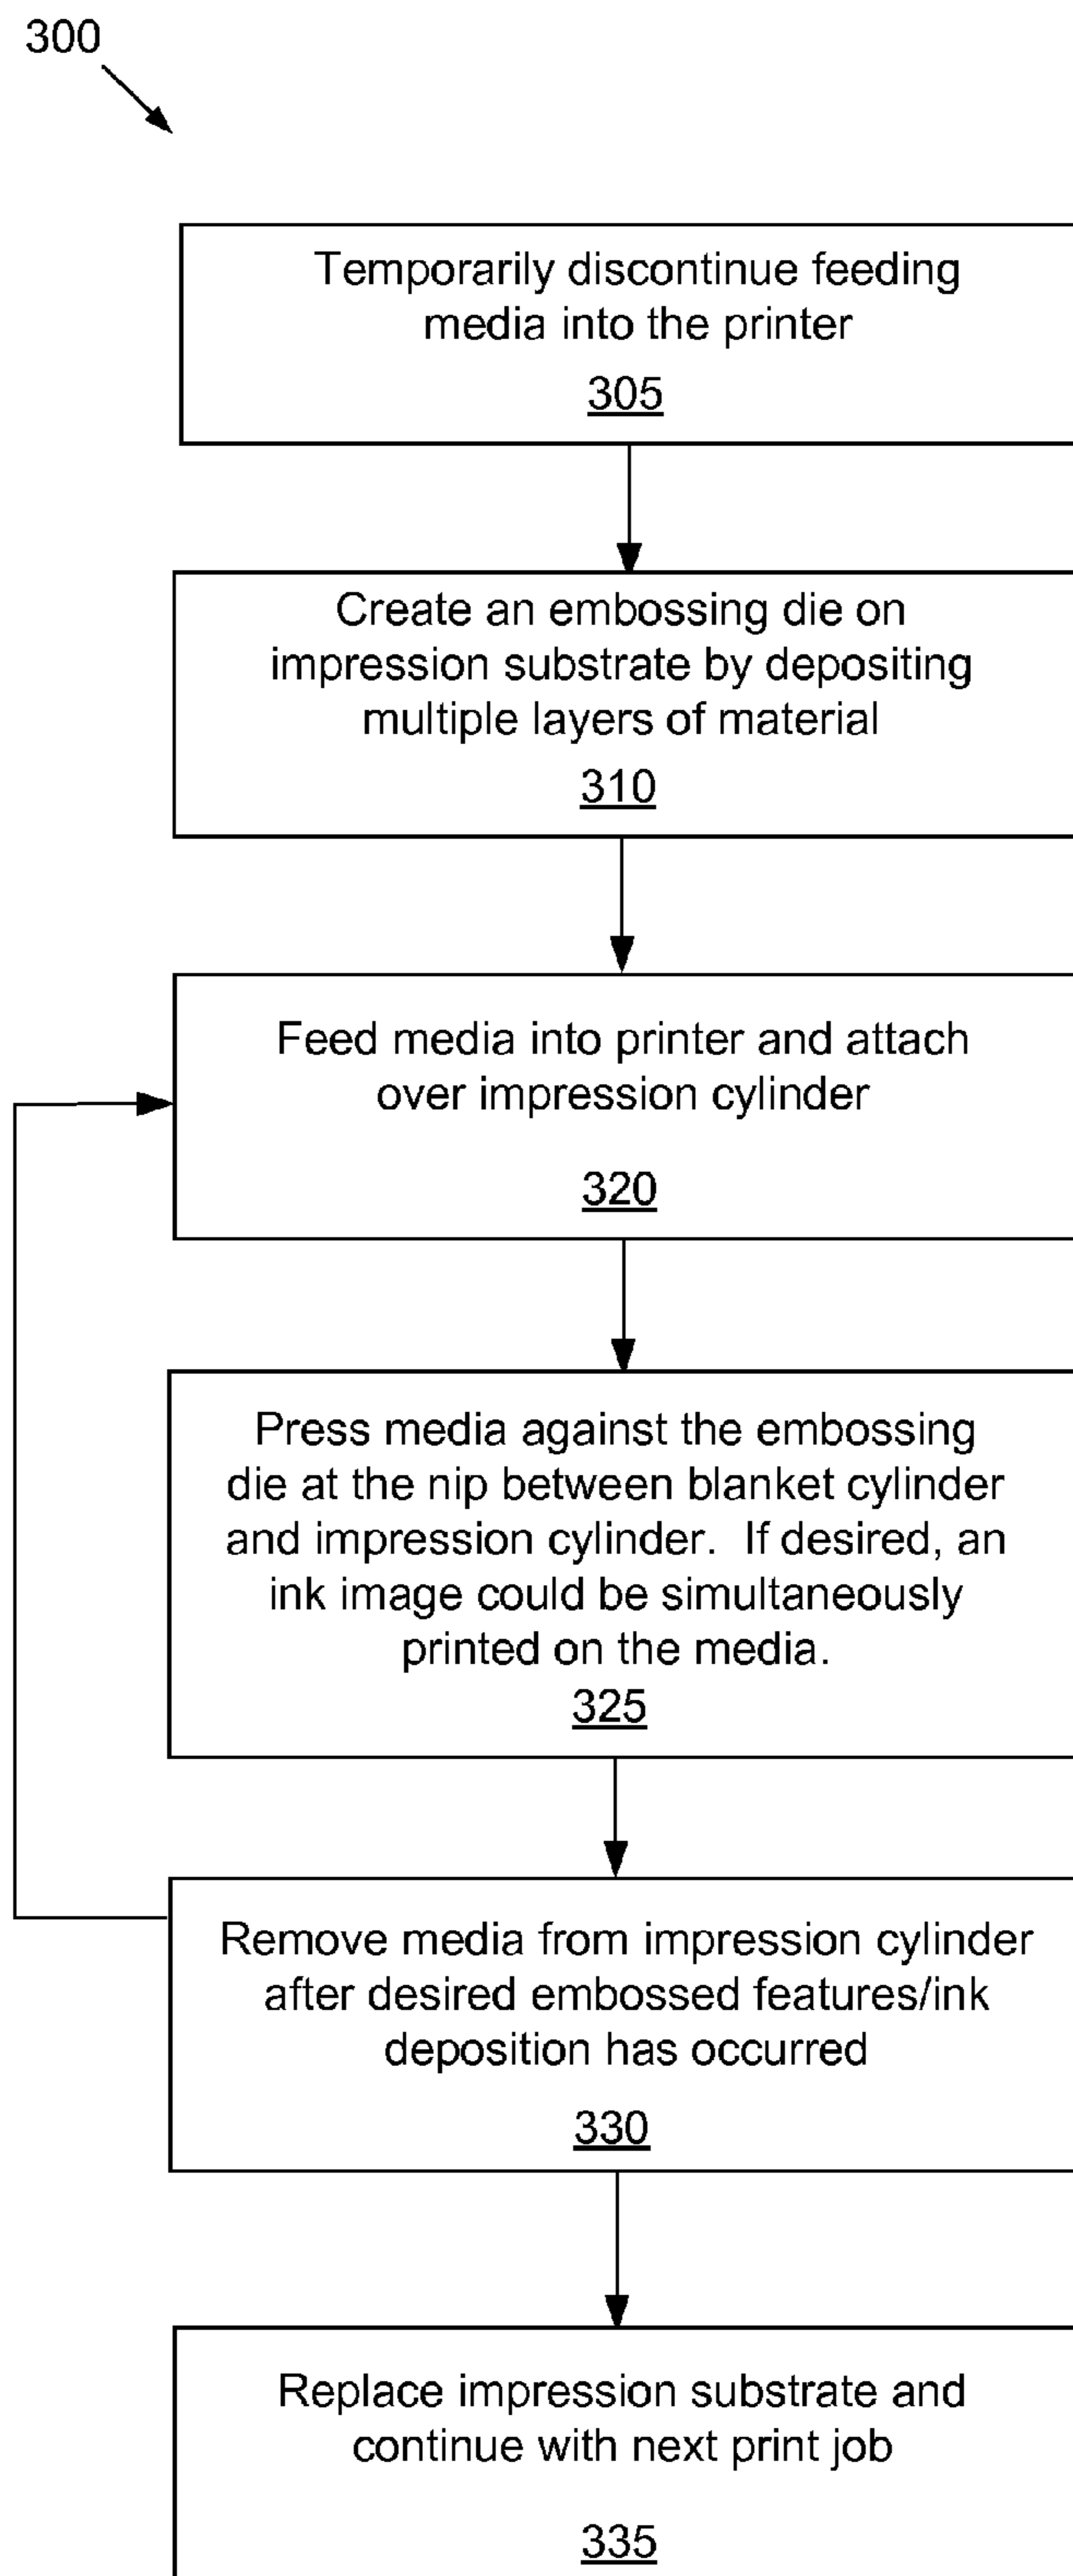 300
Temporarily discontinue feeding
media into the printer
305
Create an embossing die on
impression substrate by depositing
multiple layers of material
310
Feed media into printer and attach
over impression cylinder
320
Press media against the embossing
die at the nip between blanket cylinder
and impression cylinder. If desired, an
ink image could be simultaneously
printed on the media.
325
Remove media from impression cylinder
after desired embossed features/ink
deposition has occurred
330
Replace impression substrate and
continue with next print job
335